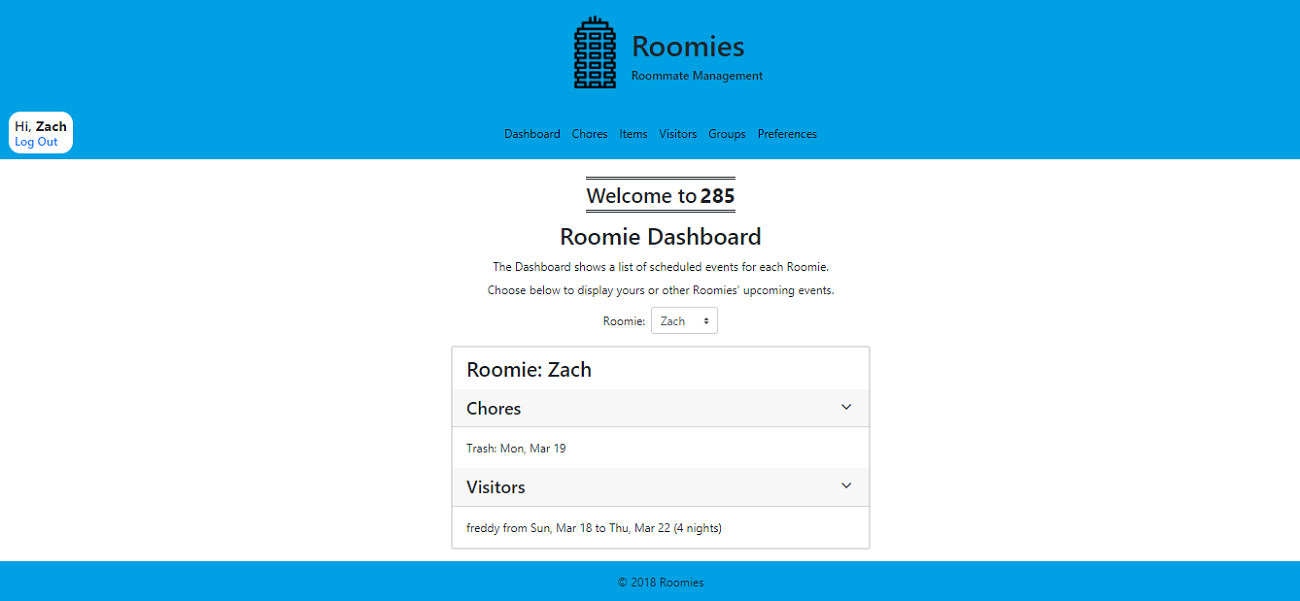 Roomies
Roommate Management
Hi, Zach
Log Out
Dashboard Chores Items Visitors Groups Preferences
Welcome to 285
Roomie Dashboard
The Dashboard shows a list of scheduled events for each Roomie.
Choose below to display yours or other Roomies' upcoming events.
Roomie: Zach
Roomie: Zach
Chores
Trash: Mon, Mar 19
Visitors
freddy from Sun, Mar 18 to Thu, Mar 22 (4 nights)
© 2018 Roomies